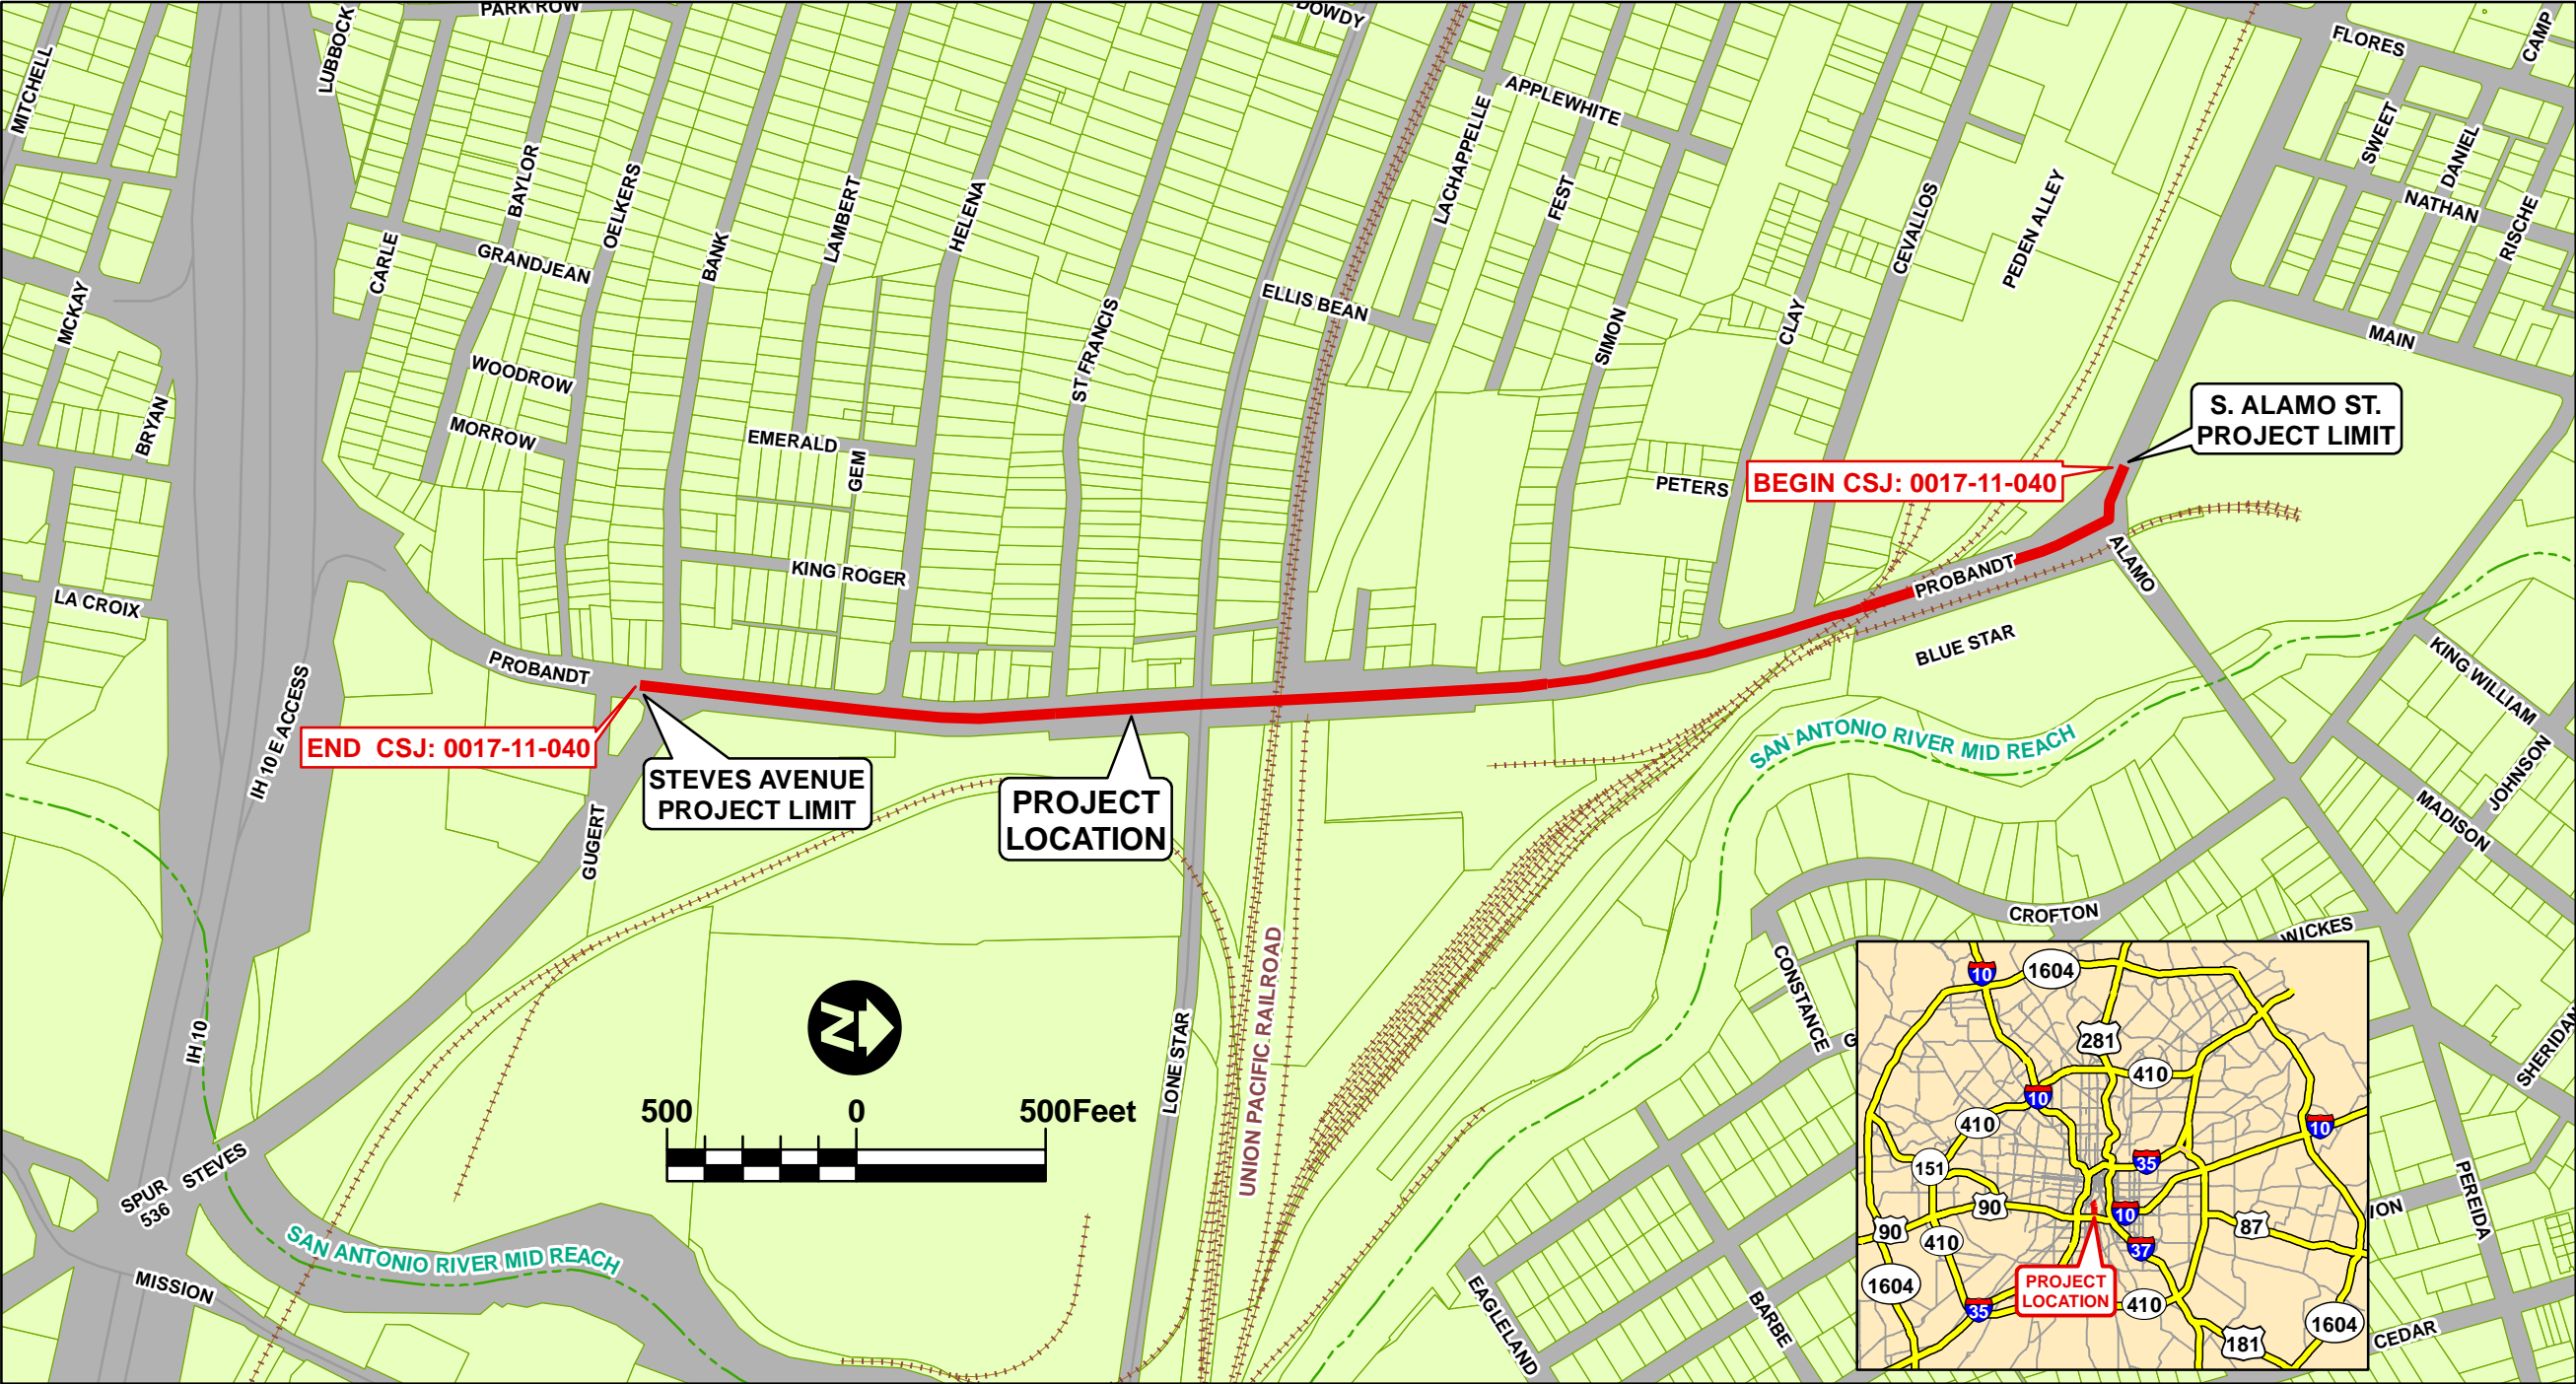 PARK ROW
DOWDY
LUBBOCK
MITCHELL
FLORES
CAMP
APPLEWHITE
LACHAPPELLE
SWEET
DANIEL
NATHAN
RISCHE
BAYLOR
OELKERS
BANK
LAMBERT
HELENA
FEST
CEVALLOS
PEDEN ALLEY
CARLE
GRANDJEAN
MCKAY
ELLIS BEAN
ST FRANCIS
SIMON
CLAY
MAIN
WOODROW
BRYAN
MORROW
EMERALD
GEM
S. ALAMO ST.
PROJECT LIMIT
PETERS
BEGIN CSJ: 0017-11-040
KING ROGER
LA CROIX
PROBANDT
ALAMO
PROBANDT
BLUE STAR
KING WILLIAM
IH 10 E ACCESS
END  CSJ: 0017-11-040
STEVES AVENUE
PROJECT LIMIT
PROJECT
LOCATION
SAN ANTONIO RIVER MID REACH
JOHNSON
MADISON
GUGERT
CROFTON
WICKES
CONSTANCE
G
UNION PACIFIC RAILROAD
LONE STAR
IH 10
N
500
0
500Feet
SHERIDAN
STEVES
SPUR
536
SAN ANTONIO RIVER MID REACH
MISSION
EAGLELAND
BARBE
PEREIDA
ION
CEDAR
10
1604
281
410
10
410
10
35
151
90
10
90
410
87
37
1604
PROJECT
LOCATION
35
410
1604
181